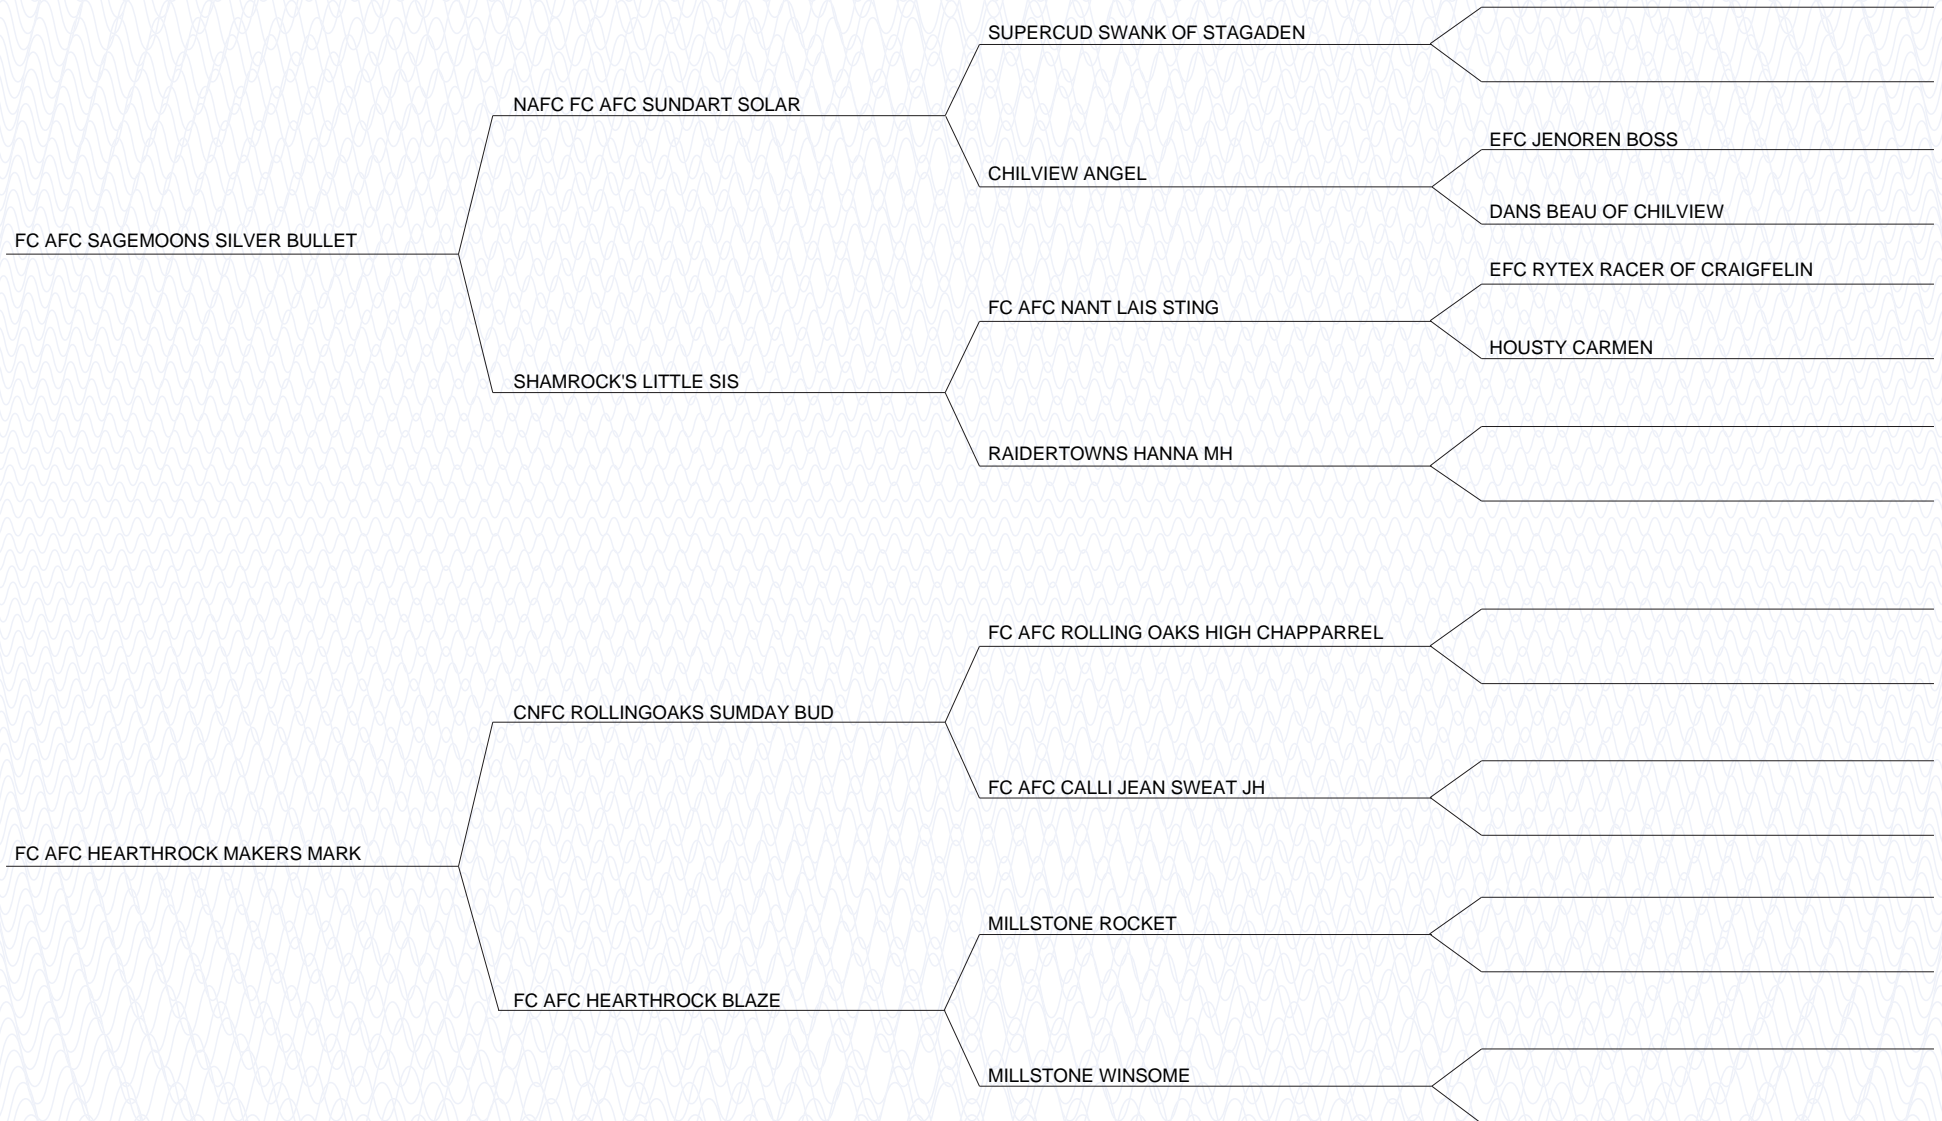 SUPERCUD SWANK OF STAGADEN
NAFC FC AFC SUNDART SOLAR
EFC JENOREN BOSS
CHILVIEW ANGEL
DANS BEAU OF CHILVIEW
FC AFC SAGEMOONS SILVER BULLET
EFC RYTEX RACER OF CRAIGFELIN
FC AFC NANT LAIS STING
HOUSTY CARMEN
SHAMROCK'S LITTLE SIS
RAIDERTOWNS HANNA MH
FC AFC ROLLING OAKS HIGH CHAPPARREL
CNFC ROLLINGOAKS SUMDAY BUD
FC AFC CALLI JEAN SWEAT JH
FC AFC HEARTHROCK MAKERS MARK
MILLSTONE ROCKET
FC AFC HEARTHROCK BLAZE
MILLSTONE WINSOME